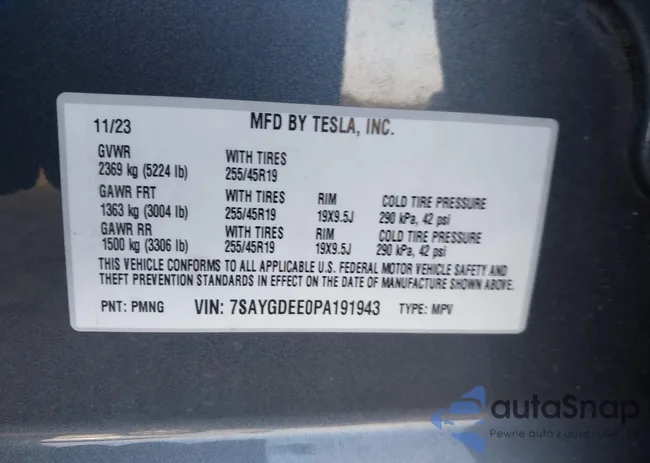 11/23 MFD BY TESLA, INC.
GVWR WITH TIRES
2369 kg (5224 lb) 255/45R19
GAWR FRT WITH TIRES RIM COLD TIRE PRESSURE
1363 kg (3004 lb) 255/45R19 19X9.5J 290 kPa, 42 psi
GAWR RR WITH TIRES RIM COLD TIRE PRESSURE
1500 kg (3306 lb) 255/45R19 19X9.5J 290 kPa, 42 psi
THIS VEHICLE CONFORMS TO ALL APPLICABLE U.S. FEDERAL MOTOR VEHICLE SAFETY AND
THEFT PREVENTION STANDARDS IN EFFECT ON THE DATE OF MANUFACTURE SHOWN ABOVE.
PNT: PMNG VIN: 7SAYGDEE0PA191943 TYPE: MPV
autaSnap
Pewne auta z aukcji